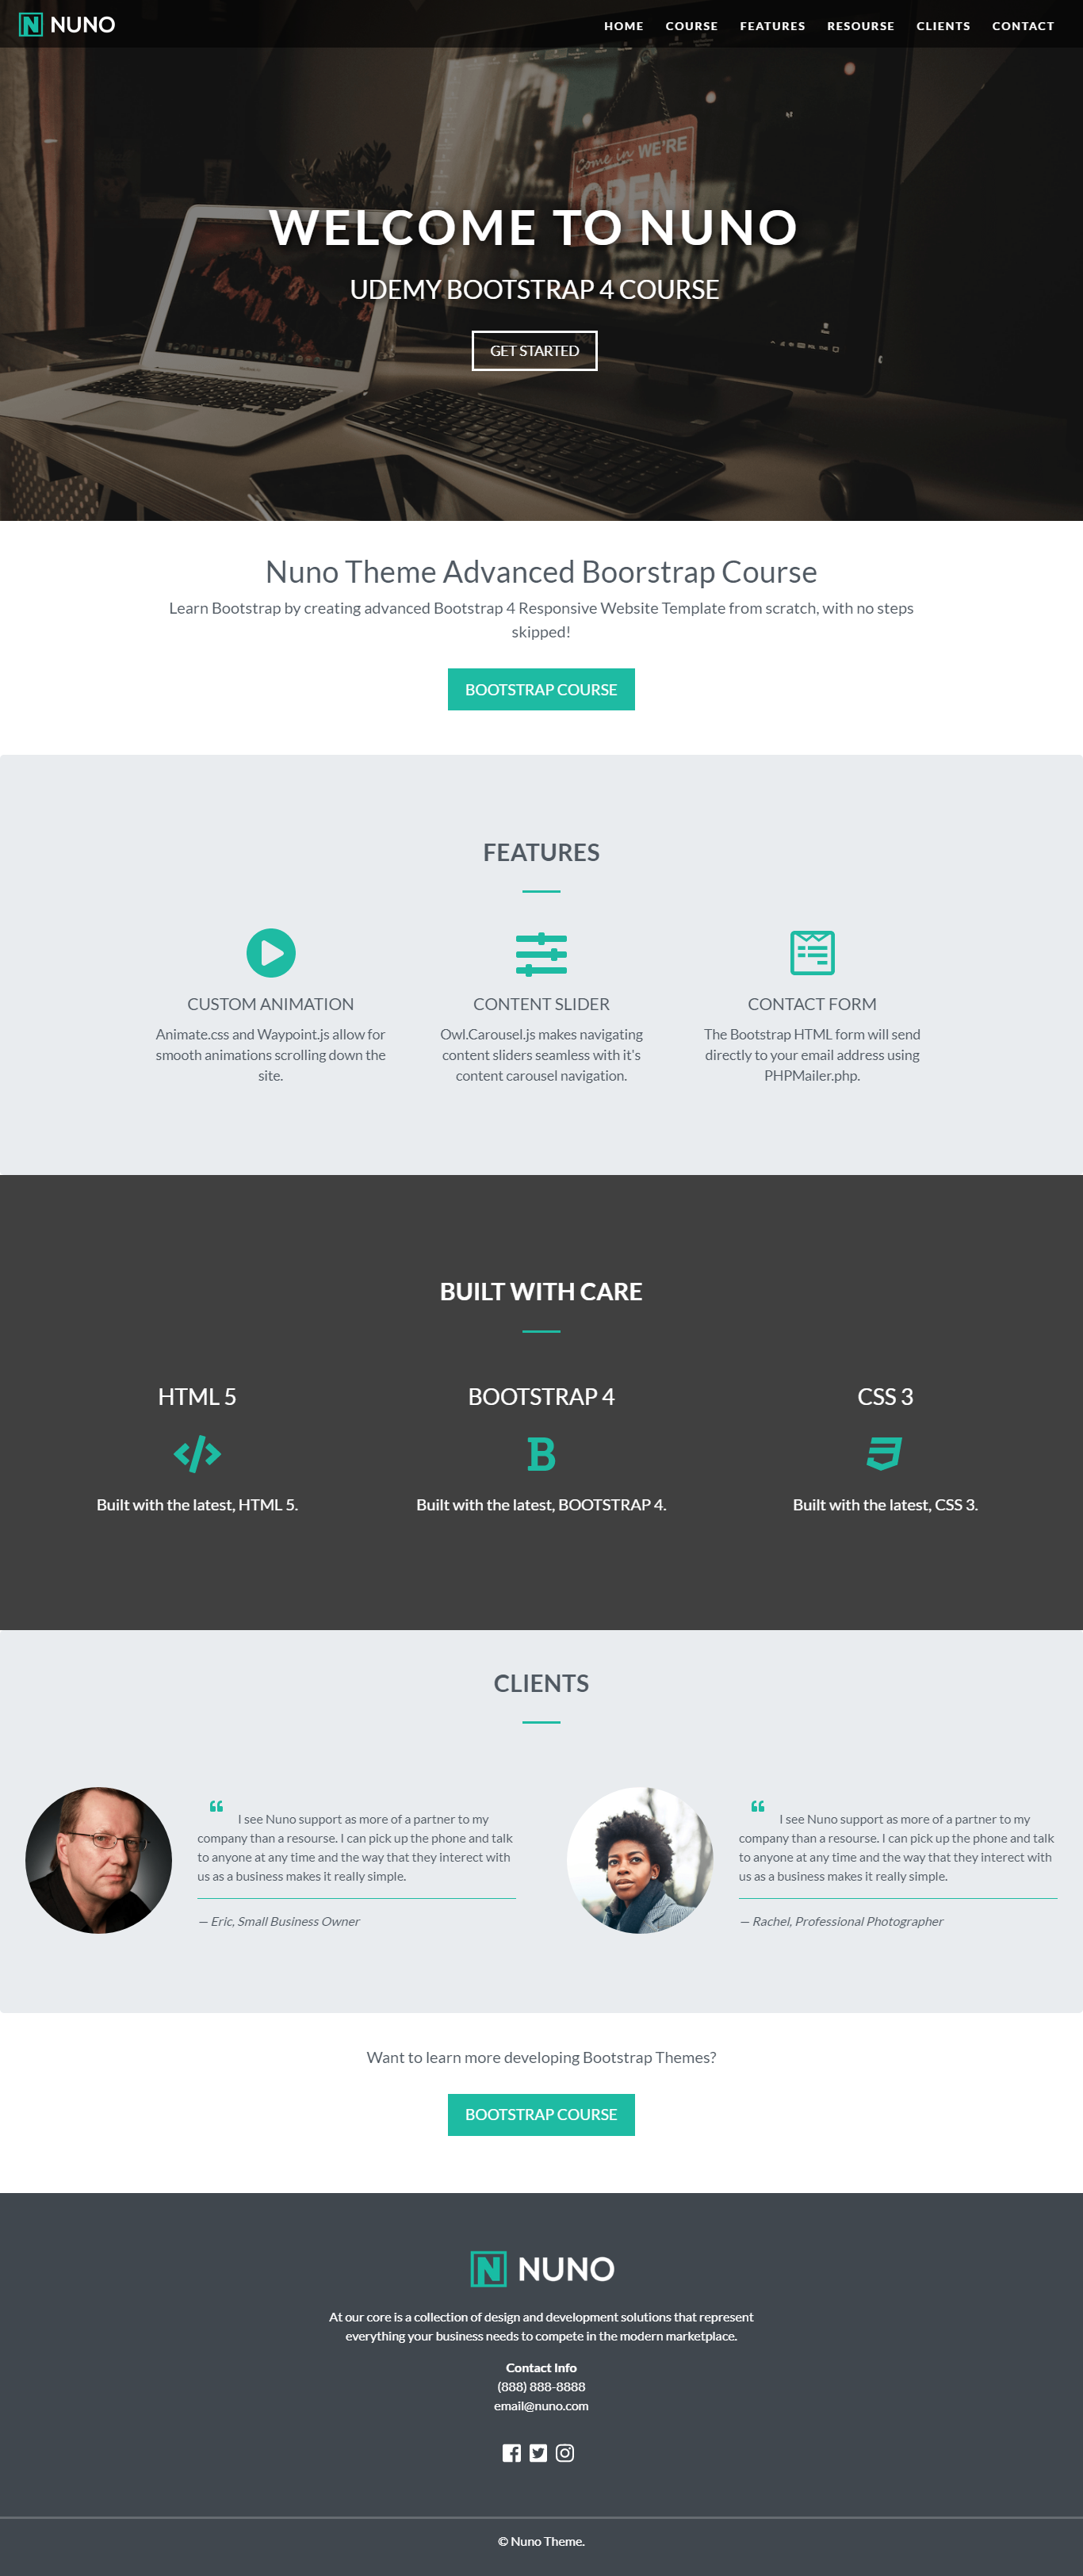 NUNO
HOME COURSE FEATURES RESOURSE CLIENTS CONTACT
come in WE'RE
OPEN
WELCOME TO NUNO
UDEMY BOOTSTRAP 4 COURSE
GET STARTED
Nuno Theme Advanced Boorstrap Course
Learn Bootstrap by creating advanced Bootstrap 4 Responsive Website Template from scratch, with no steps
skipped!
BOOTSTRAP COURSE
FEATURES
CUSTOM ANIMATION
Animate.css and Waypoint.js allow for
smooth animations scrolling down the
site.
CONTENT SLIDER
Owl.Carousel.js makes navigating
content sliders seamless with it's
content carousel navigation.
CONTACT FORM
The Bootstrap HTML form will send
directly to your email address using
PHPMailer.php.
BUILT WITH CARE
HTML 5
Built with the latest, HTML 5.
BOOTSTRAP 4
B
Built with the latest, BOOTSTRAP 4.
CSS 3
Built with the latest, CSS 3.
CLIENTS
“ I see Nuno support as more of a partner to my
company than a resourse. I can pick up the phone and talk
to anyone at any time and the way that they interect with
us as a business makes it really simple.
— Eric, Small Business Owner
“ I see Nuno support as more of a partner to my
company than a resourse. I can pick up the phone and talk
to anyone at any time and the way that they interect with
us as a business makes it really simple.
— Rachel, Professional Photographer
Want to learn more developing Bootstrap Themes?
BOOTSTRAP COURSE
NUNO
At our core is a collection of design and development solutions that represent
everything your business needs to compete in the modern marketplace.
Contact Info
(888) 888-8888
email@nuno.com
© Nuno Theme.